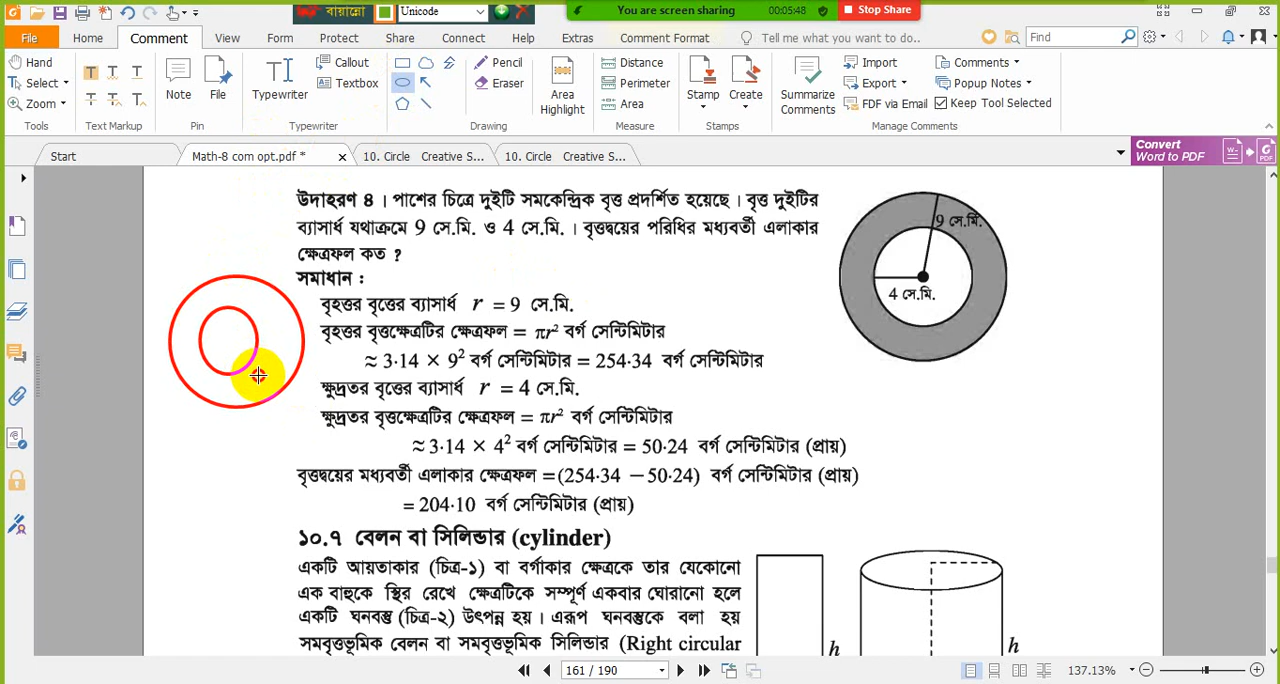 বায়ান্নো Unicode You are screen sharing 00:05:48 Stop Share
File Home Comment View Form Protect Share Connect Help Extras Comment Format Tell me what you want to do.. Find
Hand Select Zoom Tools
Text Markup
Note File Pin
Typewriter Callout Textbox Typewriter
Pencil Eraser Drawing
Area Highlight Distance Perimeter Area Measure
Stamp Create Stamps
Summarize Comments Import Export FDF via Email Comments Popup Notes Keep Tool Selected Manage Comments
Start Math-8 com opt.pdf * 10. Circle Creative S... 10. Circle Creative S... Convert Word to PDF
উদাহরণ ৪। পাশের চিত্রে দুইটি সমকেন্দ্রিক বৃত্ত প্রদর্শিত হয়েছে। বৃত্ত দুইটির
ব্যাসার্ধ যথাক্রমে 9 সে.মি. ও 4 সে.মি.। বৃত্তদ্বয়ের পরিধির মধ্যবর্তী এলাকার
ক্ষেত্রফল কত ?
9 সে.মি.
4 সে.মি.
সমাধান :
বৃহত্তর বৃত্তের ব্যাসার্ধ r = 9 সে.মি.
বৃহত্তর বৃত্তক্ষেত্রটির ক্ষেত্রফল = πr² বর্গ সেন্টিমিটার
≈ 3·14 × 9² বর্গ সেন্টিমিটার = 254·34 বর্গ সেন্টিমিটার
ক্ষুদ্রতর বৃত্তের ব্যাসার্ধ r = 4 সে.মি.
ক্ষুদ্রতর বৃত্তক্ষেত্রটির ক্ষেত্রফল = πr² বর্গ সেন্টিমিটার
≈ 3·14 × 4² বর্গ সেন্টিমিটার = 50·24 বর্গ সেন্টিমিটার (প্রায়)
বৃত্তদ্বয়ের মধ্যবর্তী এলাকার ক্ষেত্রফল =(254·34 −50·24) বর্গ সেন্টিমিটার (প্রায়)
= 204·10 বর্গ সেন্টিমিটার (প্রায়)
১০.৭ বেলন বা সিলিন্ডার (cylinder)
একটি আয়তাকার (চিত্র-১) বা বর্গাকার ক্ষেত্রকে তার যেকোনো
এক বাহুকে স্থির রেখে ক্ষেত্রটিকে সম্পূর্ণ একবার ঘোরানো হলে
একটি ঘনবস্তু (চিত্র-২) উৎপন্ন হয়। এরূপ ঘনবস্তুকে বলা হয়
সমবৃত্তভূমিক বেলন বা সমবৃত্তভূমিক সিলিন্ডার (Right circular
h
h
161 / 190 137.13%